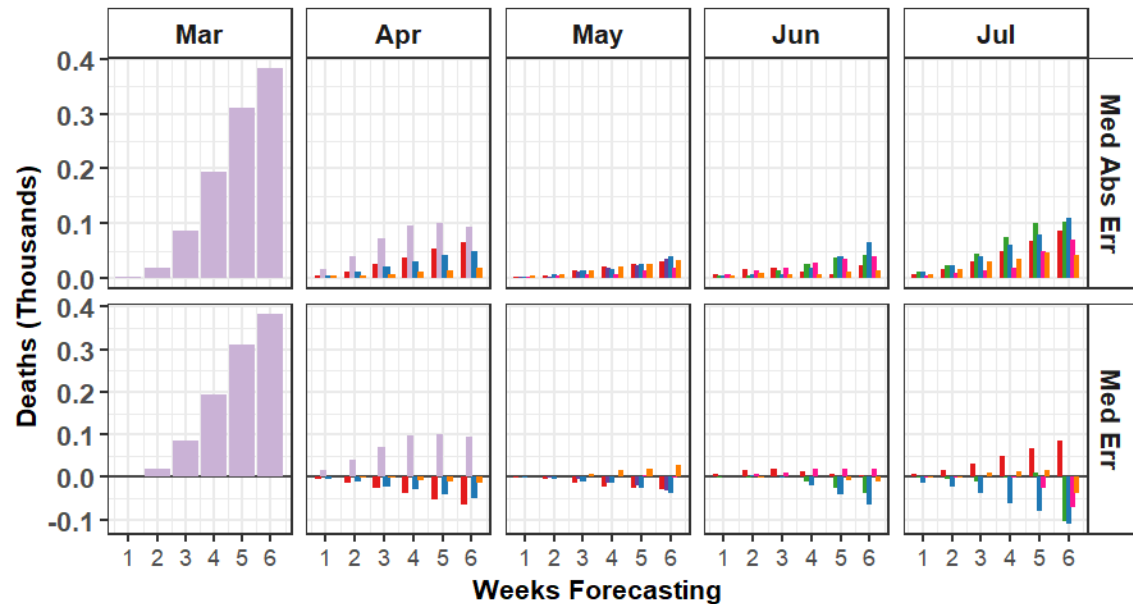 Mar Apr May Jun Jul
Deaths (Thousands)
0.4
0.3
0.2
0.1
0.0
Med Abs Err
0.4
0.3
0.2
0.1
0.0
-0.1
Med Err
1 2 3 4 5 6 1 2 3 4 5 6 1 2 3 4 5 6 1 2 3 4 5 6 1 2 3 4 5 6
Weeks Forecasting